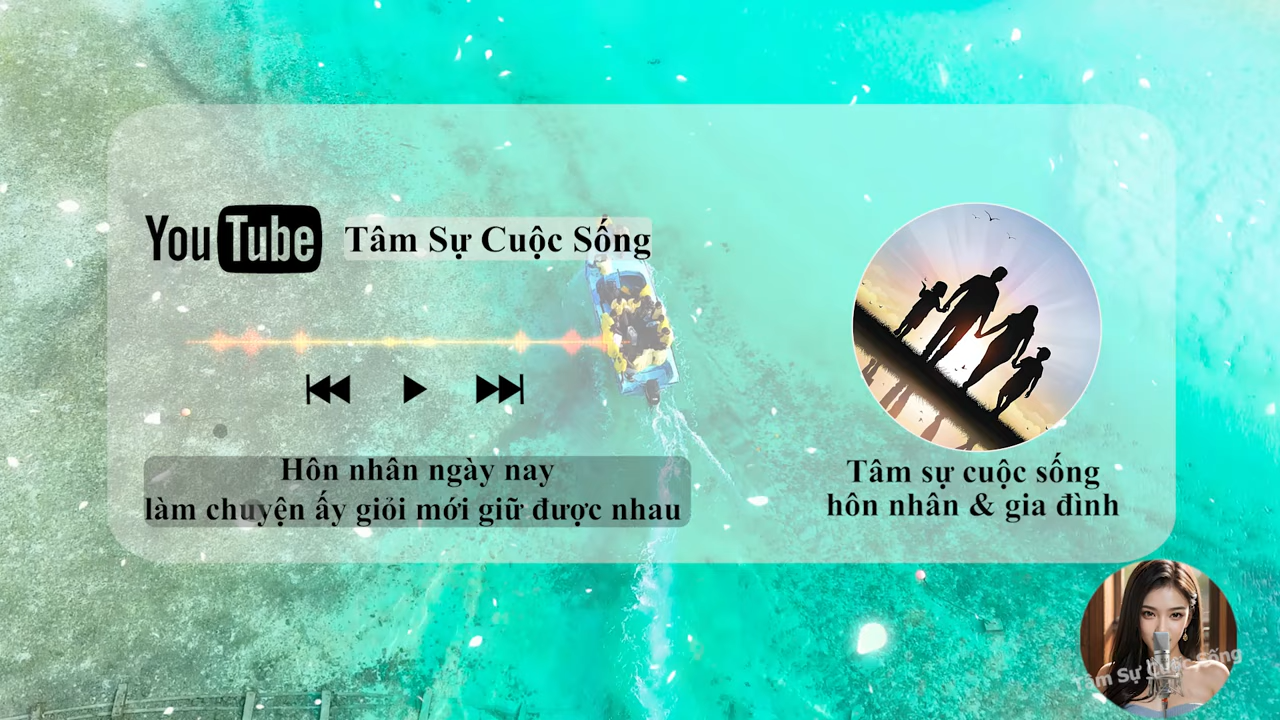 YouTube Tâm Sự Cuộc Sống
Hôn nhân ngày nay
làm chuyện ấy giỏi mới giữ được nhau
Tâm sự cuộc sống
hôn nhân & gia đình
Tâm Sự Cuộc Sống